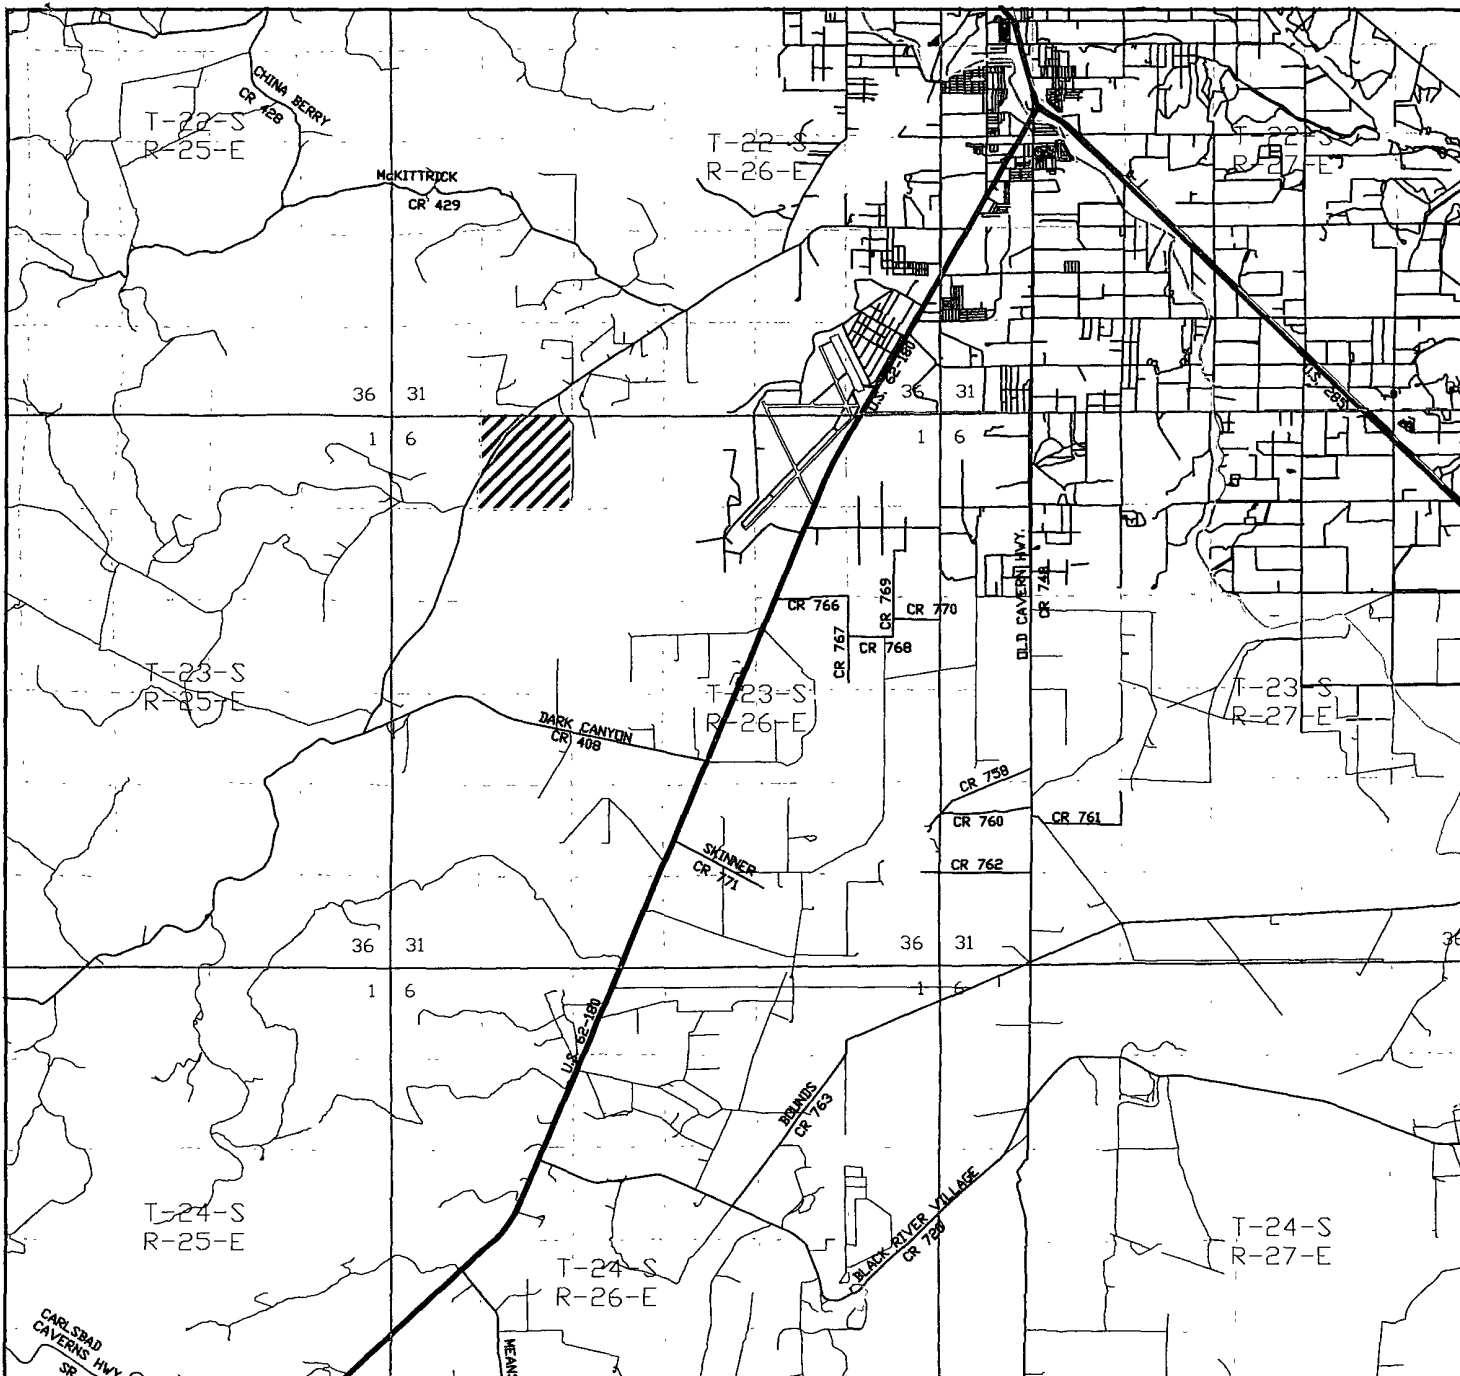 CHINA BERRY
CR 428
T-22-S
R-25-E
T-22-S
R-26-E
T-22-S
R-27-E
McKITTRICK
CR 429
U.S. 62-180
U.S. 285
36 31
36 31
1 6
1 6
OLD CAVERN HWY.
CR 748
CR 766
CR 769
CR 770
CR 767
CR 768
T-23-S
R-25-E
T-23-S
R-26-E
T-23-S
R-27-E
DARK CANYON
CR 408
CR 758
CR 760
CR 761
SKINNER
CR 771
CR 762
36 31
36 31
36
1 6
1 6
U.S. 62-180
BOUNDS
CR 763
BLACK RIVER VILLAGE
CR 720
T-24-S
R-25-E
T-24-S
R-26-E
T-24-S
R-27-E
CARLSBAD
CAVERNS HWY
SR
MEANS